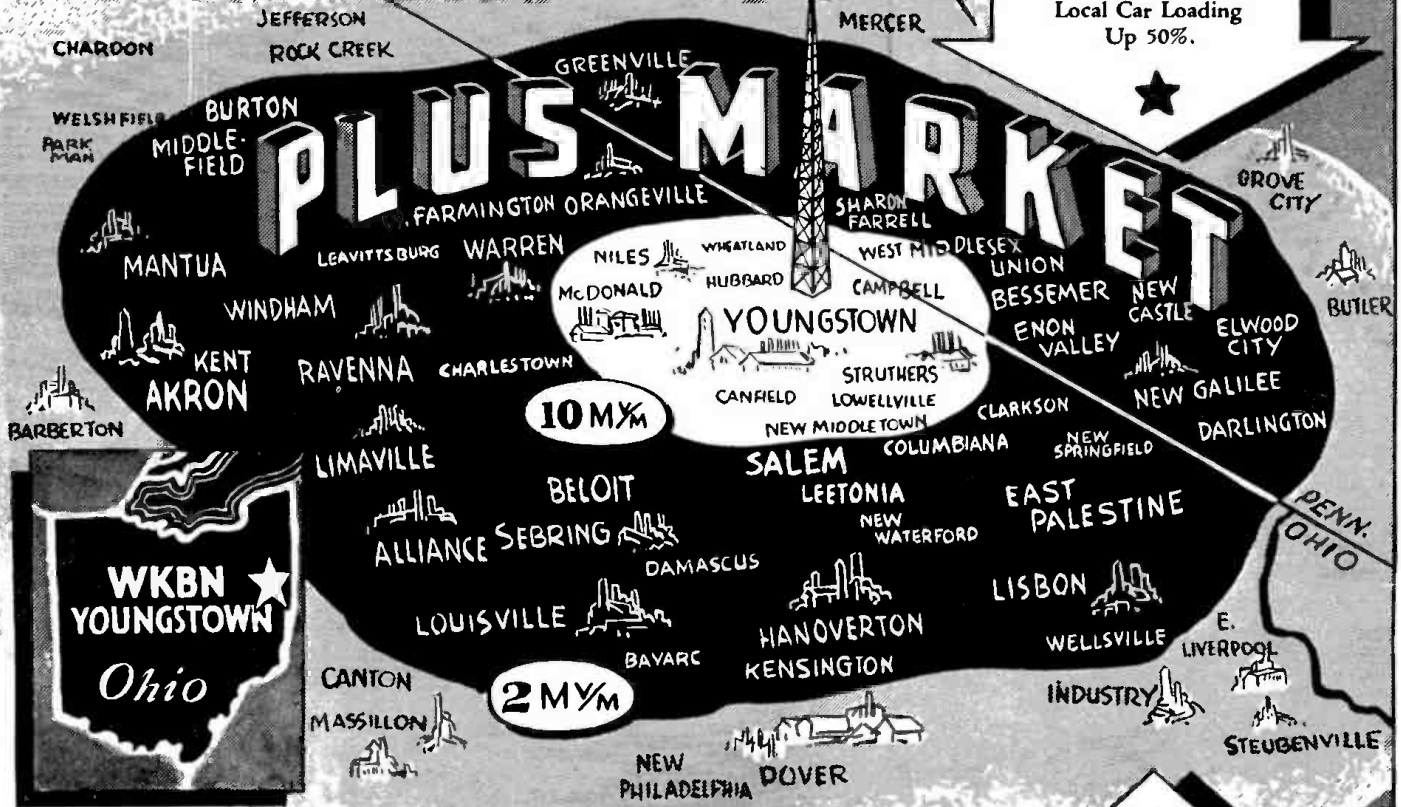 Local Car Loading
Up 50%.
JEFFERSON
ROCK CREEK
CHARDON
MERCER
GREENVILLE
WELSHFIELD
PARK
MAN
BURTON
MIDDLE-
FIELD
PLUS MARKET
GROVE
CITY
FARMINGTON
ORANGEVILLE
SHARON
FARRELL
MANTUA
LEAVITTSBURG
WARREN
NILES
WHEATLAND
WEST MIDDLESEX
HUBBARD
McDONALD
CAMPBELL
UNION
BESSEMER
NEW
CASTLE
BUTLER
WINDHAM
YOUNGSTOWN
ENON
VALLEY
ELWOOD
CITY
KENT
AKRON
RAVENNA
CHARLESTOWN
STRUTHERS
CANFIELD
LOWELLVILLE
NEW GALILEE
BARBERTON
10 MV/M
NEW MIDDLETOWN
CLARKSON
COLUMBIANA
NEW
SPRINGFIELD
DARLINGTON
LIMAVILLE
SALEM
BELOIT
LEETONIA
EAST
PALESTINE
ALLIANCE
SEBRING
NEW
WATERFORD
PENN.
OHIO
DAMASCUS
WKBN
YOUNGSTOWN
Ohio
LOUISVILLE
HANOVERTON
LISBON
BAVARC
KENSINGTON
WELLSVILLE
E.
LIVERPOOL
CANTON
2 MV/M
INDUSTRY
MASSILLON
STEUBENVILLE
NEW
PHILADELPHIA
DOVER